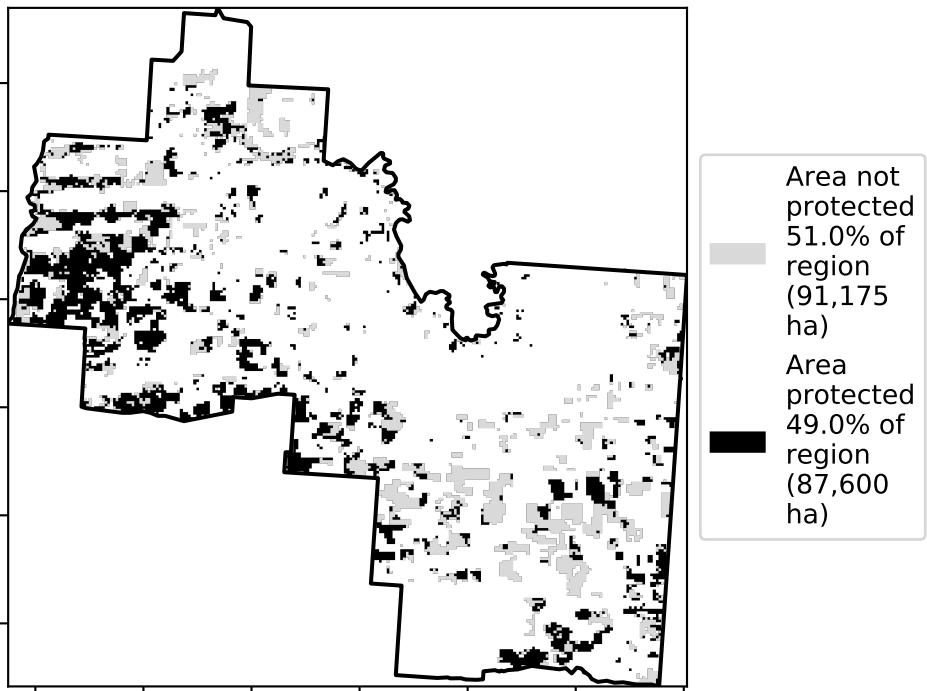 Area not
protected
51.0% of
region
(91,175
ha)
Area
protected
49.0% of
region
(87,600
ha)